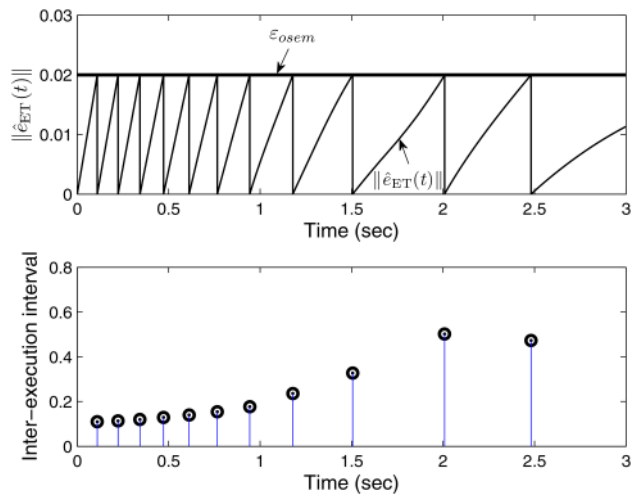 0.03
0.02
0.01
0
‖ê_ET(t)‖
ε_osem
‖ê_ET(t)‖
0 0.5 1 1.5 2 2.5 3
Time (sec)
0.8
0.6
0.4
0.2
0
Inter−execution interval
0 0.5 1 1.5 2 2.5 3
Time (sec)